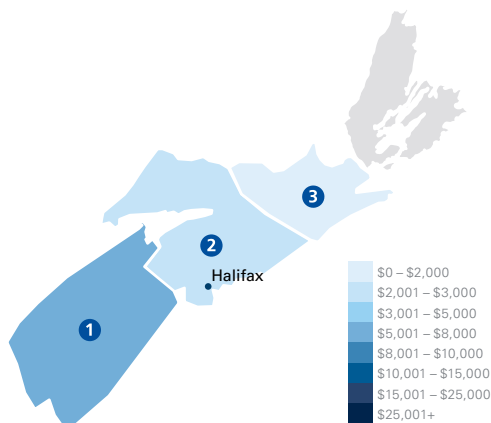 3
2
Halifax
1
$0 – $2,000
$2,001 – $3,000
$3,001 – $5,000
$5,001 – $8,000
$8,001 – $10,000
$10,001 – $15,000
$15,001 – $25,000
$25,001+